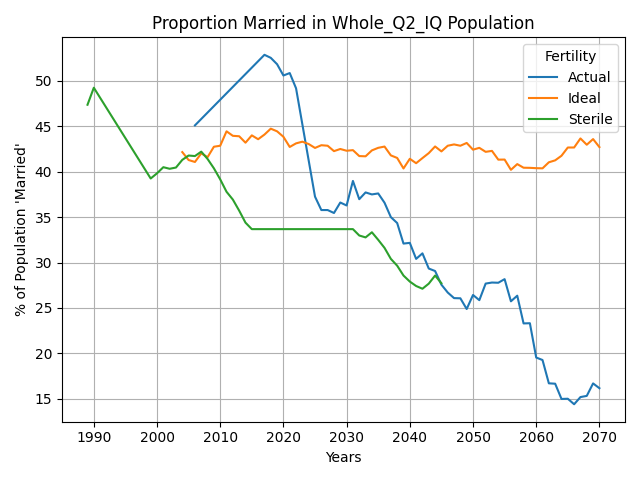 Proportion Married in Whole_Q2_IQ Population
% of Population 'Married'
50
45
40
35
30
25
20
15
Fertility
Actual
Ideal
Sterile
1990 2000 2010 2020 2030 2040 2050 2060 2070
Years